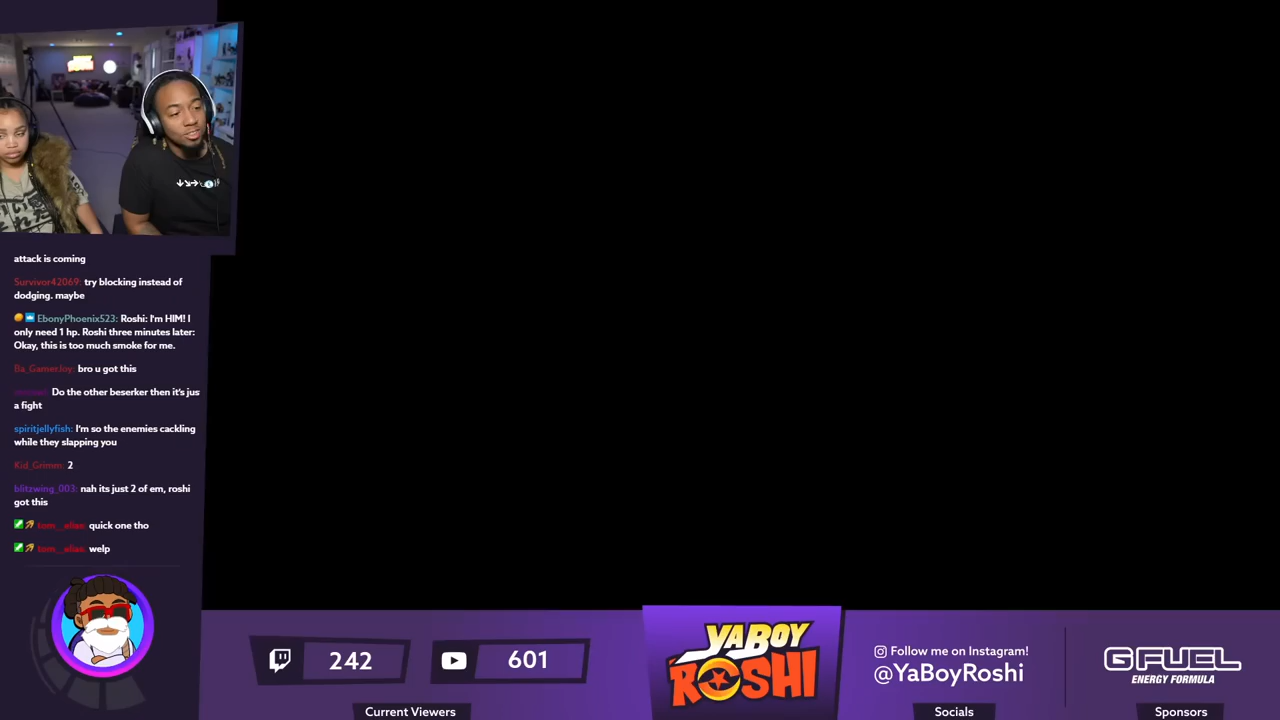 attack is coming
Survivor42069: try blocking instead of
dodging. maybe
EbonyPhoenix523: Roshi: I'm HIM! I
only need 1 hp. Roshi three minutes later:
Okay, this is too much smoke for me.
Ba_GamerJoy: bro u got this
Do the other beserker then it's jus
a fight
spiritjellyfish: I'm so the enemies cackling
while they slapping you
Kid_Grimm: 2
blitzwing_003: nah its just 2 of em, roshi
got this
tom__elias: quick one tho
tom__elias: welp
242
601
Current Viewers
YABOY
ROSHI
Follow me on Instagram!
@YaBoyRoshi
Socials
G FUEL
ENERGY FORMULA
Sponsors